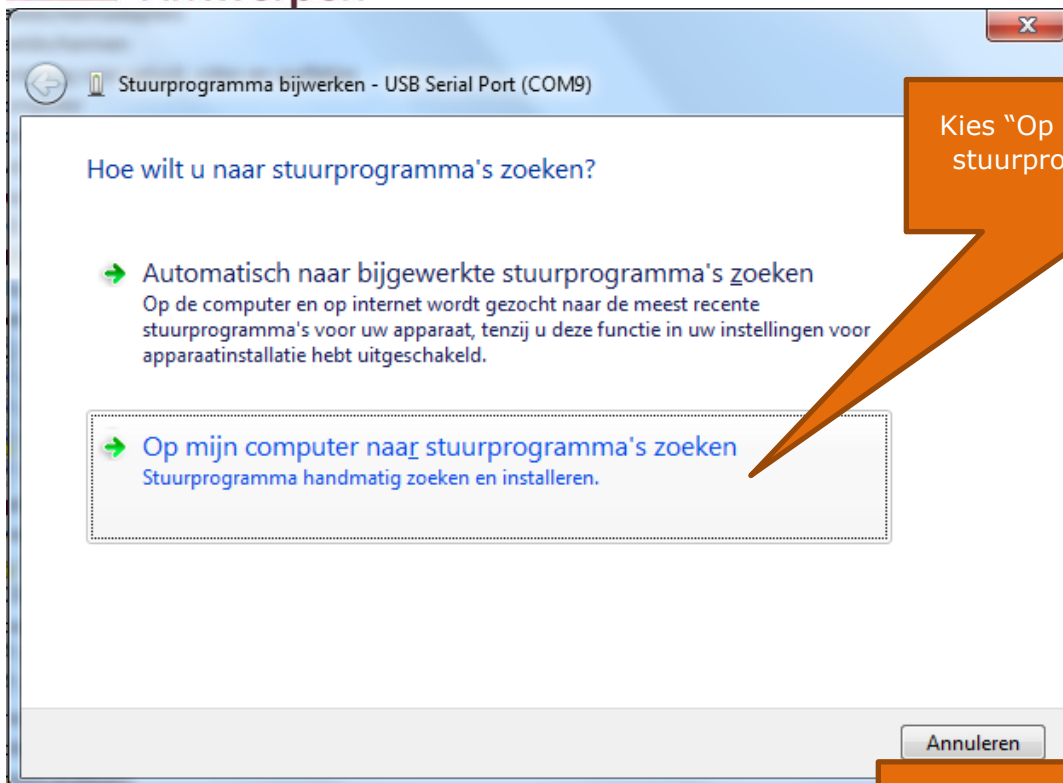 Stuurprogramma bijwerken - USB Serial Port (COM9)
Kies “Op
stuurpro
Hoe wilt u naar stuurprogramma's zoeken?
Automatisch naar bijgewerkte stuurprogramma's zoeken
Op de computer en op internet wordt gezocht naar de meest recente
stuurprogramma's voor uw apparaat, tenzij u deze functie in uw instellingen voor
apparaatinstallatie hebt uitgeschakeld.
Op mijn computer naar stuurprogramma's zoeken
Stuurprogramma handmatig zoeken en installeren.
Annuleren